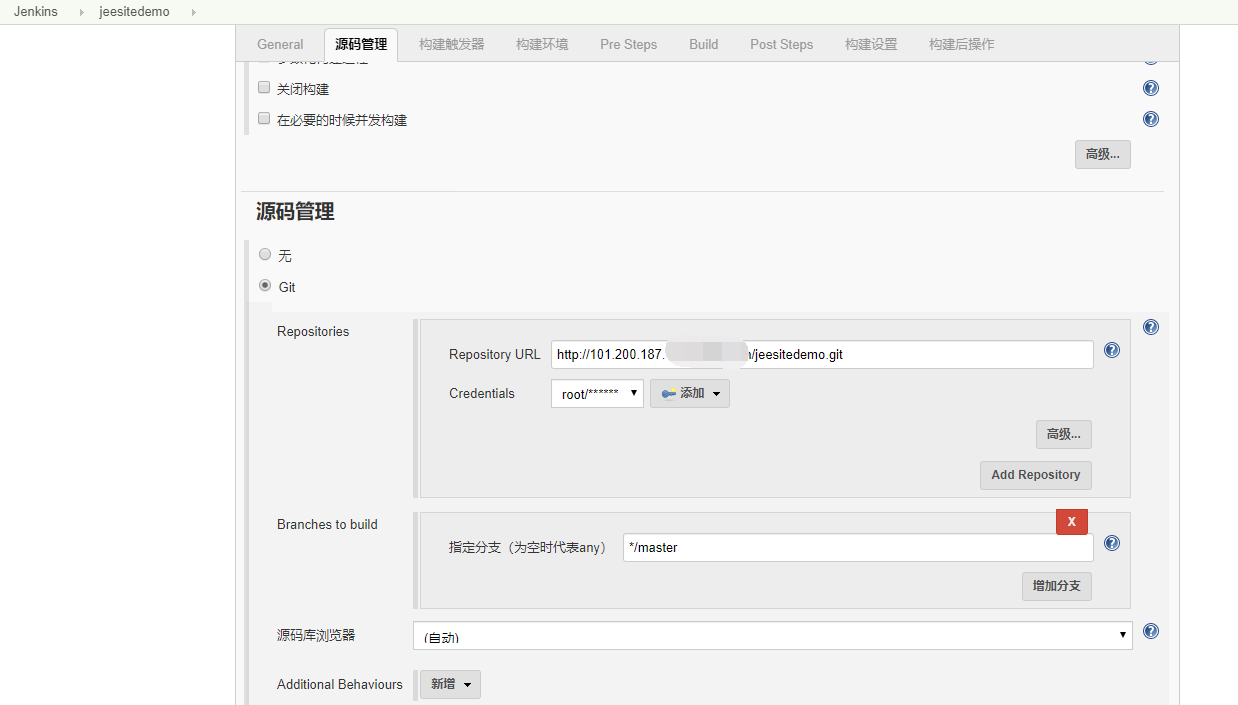 Jenkins jeesitedemo
General 源码管理 构建触发器 构建环境 Pre Steps Build Post Steps 构建设置 构建后操作
关闭构建
在必要的时候并发构建
高级...
源码管理
无
Git
Repositories
Repository URL http://101.200.187. /jeesitedemo.git
Credentials root/****** 添加
高级...
Add Repository
Branches to build
X
指定分支（为空时代表any） */master
增加分支
源码库浏览器 (自动)
Additional Behaviours 新增